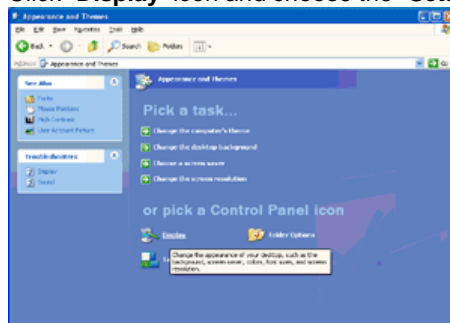 Click "Display" icon and choose the "Sett
Appearance and Themes
File Edit View Favorites Tools Help
Back Search Folders
Address Appearance and Themes
See Also
Fonts
Mouse Pointers
High Contrast
User Account Picture
Troubleshooters
Display
Sound
Appearance and Themes
Pick a task...
Change the computer's theme
Change the desktop background
Choose a screen saver
Change the screen resolution
or pick a Control Panel icon
Display Folder Options
Change the appearance of your desktop, such as the
background, screen saver, colors, font sizes, and screen
resolution.